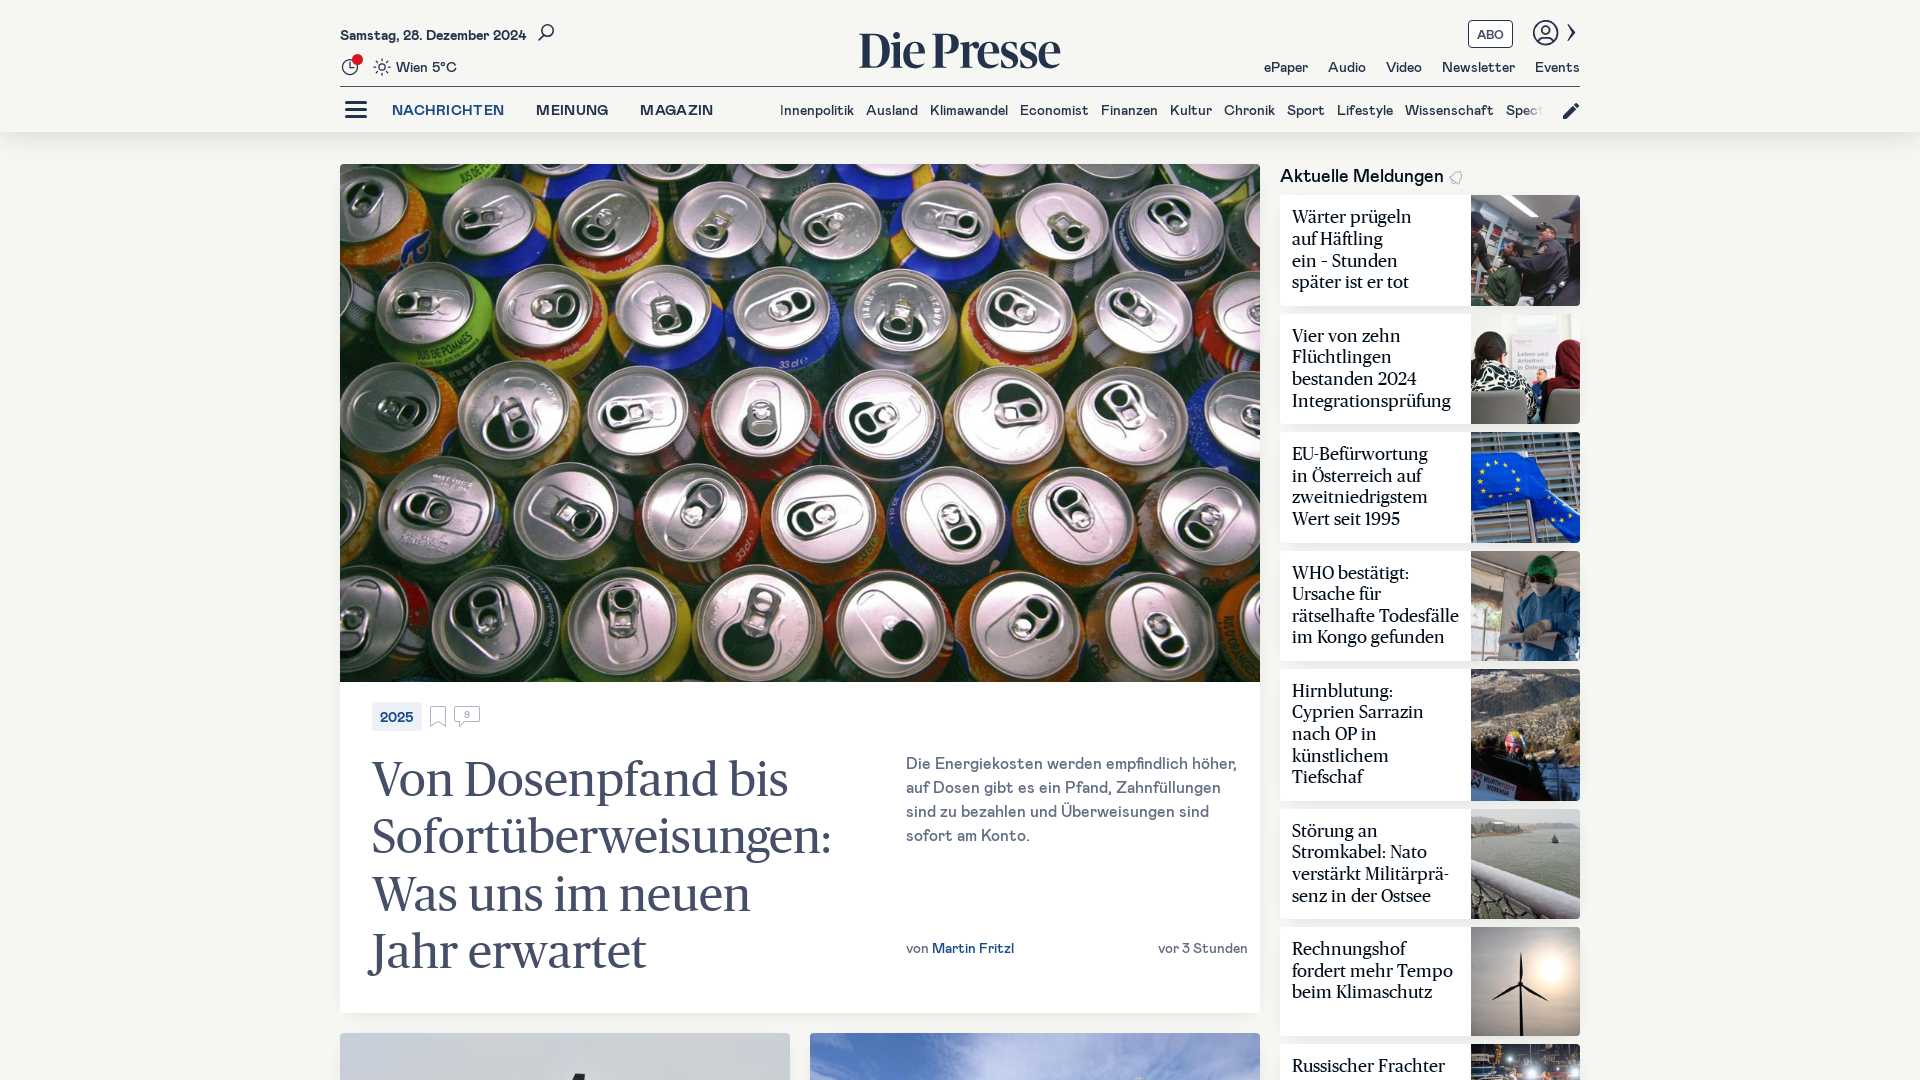 Samstag, 28. Dezember 2024
Wien 5°C
Die Presse
ABO
ePaper Audio Video Newsletter Events
NACHRICHTEN MEINUNG MAGAZIN
Innenpolitik Ausland Klimawandel Economist Finanzen Kultur Chronik Sport Lifestyle Wissenschaft Spect
2025
9
Von Dosenpfand bis
Sofortüberweisungen:
Was uns im neuen
Jahr erwartet
Die Energiekosten werden empfindlich höher,
auf Dosen gibt es ein Pfand, Zahnfüllungen
sind zu bezahlen und Überweisungen sind
sofort am Konto.
von Martin Fritzl
vor 3 Stunden
Aktuelle Meldungen
Wärter prügeln
auf Häftling
ein – Stunden
später ist er tot
Vier von zehn
Flüchtlingen
bestanden 2024
Integrationsprüfung
EU-Befürwortung
in Österreich auf
zweitniedrigstem
Wert seit 1995
WHO bestätigt:
Ursache für
rätselhafte Todesfälle
im Kongo gefunden
Hirnblutung:
Cyprien Sarrazin
nach OP in
künstlichem
Tiefschaf
Störung an
Stromkabel: Nato
verstärkt Militärprä-
senz in der Ostsee
Rechnungshof
fordert mehr Tempo
beim Klimaschutz
Russischer Frachter